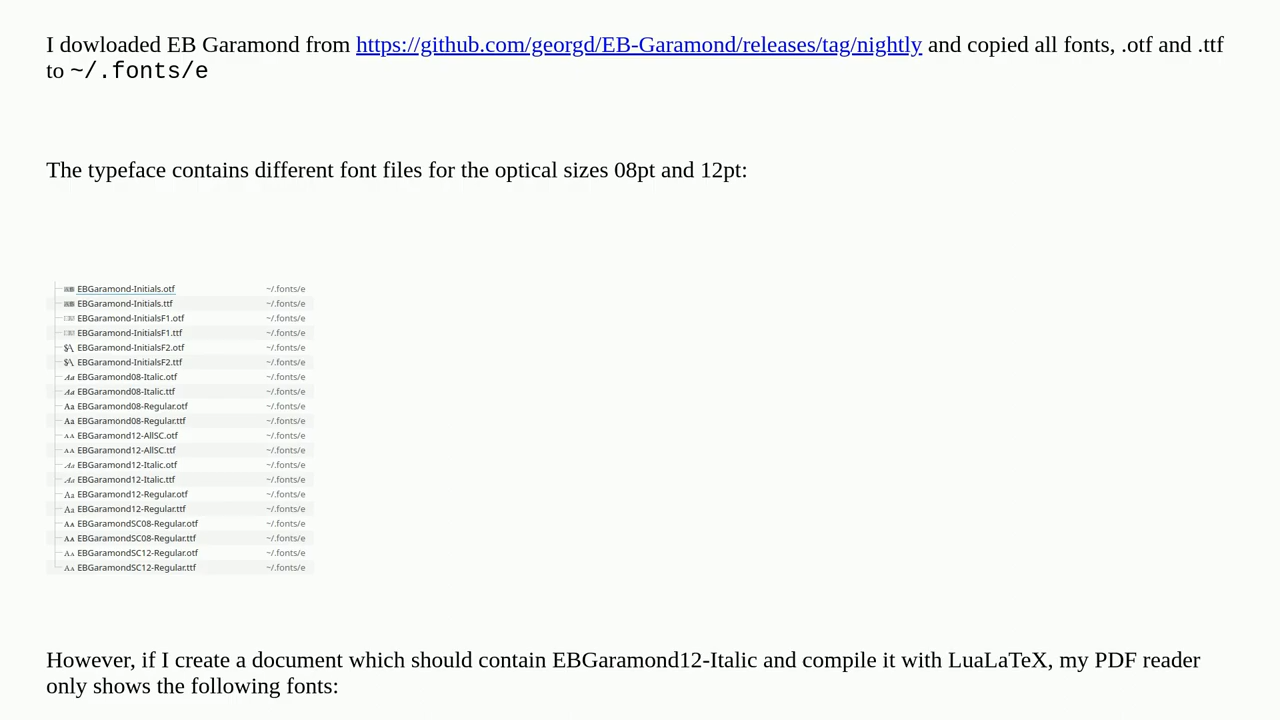 I dowloaded EB Garamond from https://github.com/georgd/EB-Garamond/releases/tag/nightly and copied all fonts, .otf and .ttf
to ~/.fonts/e
The typeface contains different font files for the optical sizes 08pt and 12pt:
EBGaramond-Initials.otf ~/.fonts/e
EBGaramond-Initials.ttf ~/.fonts/e
EBGaramond-InitialsF1.otf ~/.fonts/e
EBGaramond-InitialsF1.ttf ~/.fonts/e
EBGaramond-InitialsF2.otf ~/.fonts/e
EBGaramond-InitialsF2.ttf ~/.fonts/e
EBGaramond08-Italic.otf ~/.fonts/e
EBGaramond08-Italic.ttf ~/.fonts/e
EBGaramond08-Regular.otf ~/.fonts/e
EBGaramond08-Regular.ttf ~/.fonts/e
EBGaramond12-AllSC.otf ~/.fonts/e
EBGaramond12-AllSC.ttf ~/.fonts/e
EBGaramond12-Italic.otf ~/.fonts/e
EBGaramond12-Italic.ttf ~/.fonts/e
EBGaramond12-Regular.otf ~/.fonts/e
EBGaramond12-Regular.ttf ~/.fonts/e
EBGaramondSC08-Regular.otf ~/.fonts/e
EBGaramondSC08-Regular.ttf ~/.fonts/e
EBGaramondSC12-Regular.otf ~/.fonts/e
EBGaramondSC12-Regular.ttf ~/.fonts/e
However, if I create a document which should contain EBGaramond12-Italic and compile it with LuaLaTeX, my PDF reader
only shows the following fonts: